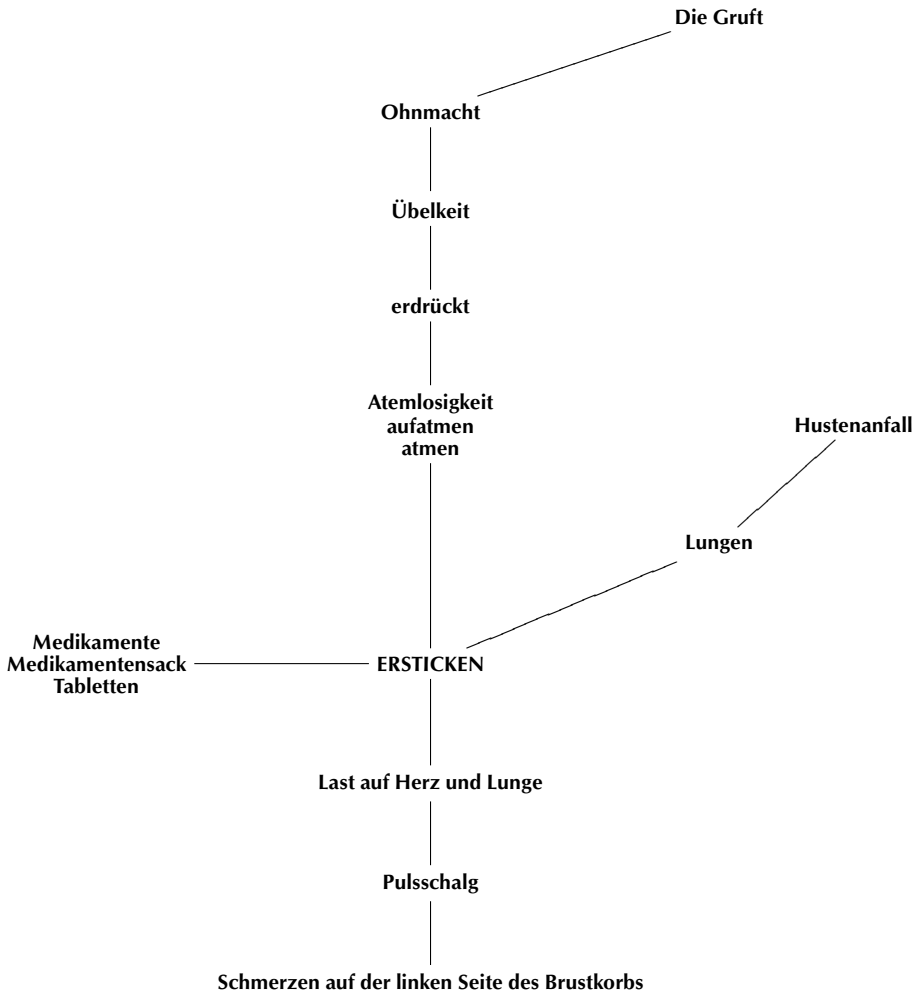 Die Gruft
Ohnmacht
Übelkeit
erdrückt
Atemlosigkeit
aufatmen
atmen
Hustenanfall
Lungen
Medikamente
Medikamentensack
Tabletten
ERSTICKEN
Last auf Herz und Lunge
Pulsschalg
Schmerzen auf der linken Seite des Brustkorbs